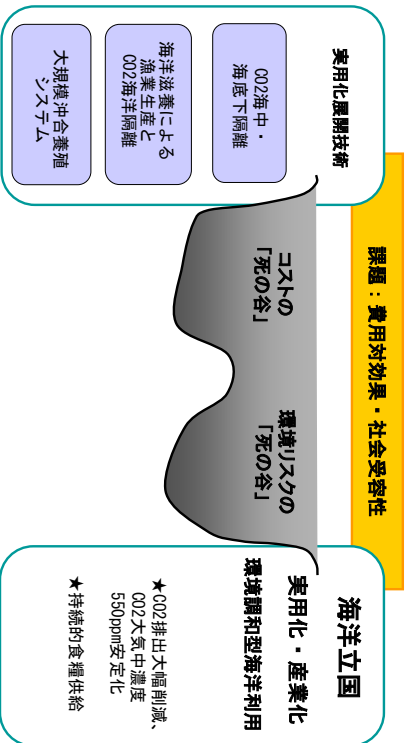 課題：費用対効果・社会受容性
実用化展開技術
CO2海中・
海底下隔離
海洋滋養による
漁業生産と
CO2海洋隔離
大規模沖合養殖
システム
コストの
「死の谷」
環境リスクの
「死の谷」
海洋立国
実用化・産業化
環境調和型海洋利用
★CO2排出大幅削減、
CO2大気中濃度
550ppm安定化
★持続的食糧供給